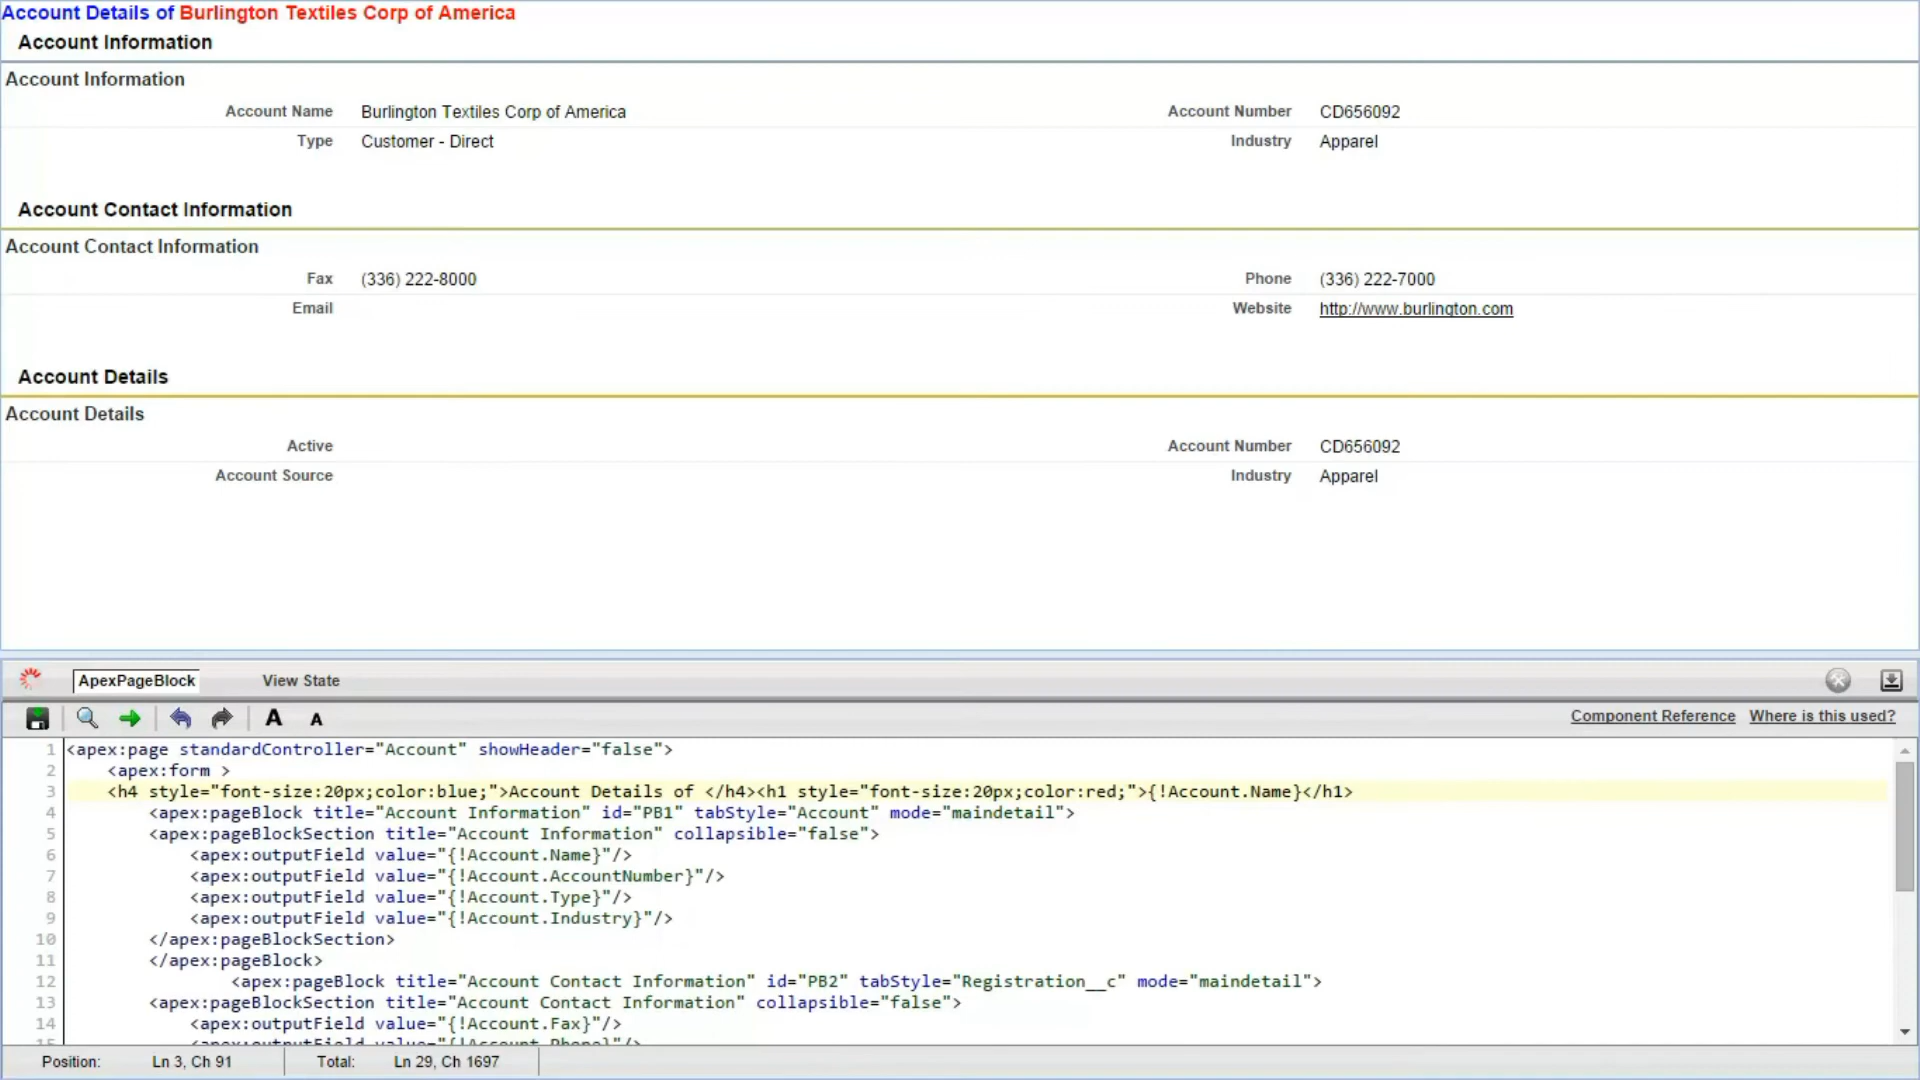 Account Details of Burlington Textiles Corp of America
Account Information
Account Information
Account Name Burlington Textiles Corp of America Account Number CD656092
Type Customer - Direct Industry Apparel
Account Contact Information
Account Contact Information
Fax (336) 222-8000 Phone (336) 222-7000
Email Website http://www.burlington.com
Account Details
Account Details
Active Account Number CD656092
Account Source Industry Apparel
ApexPageBlock View State
A A Component Reference Where is this used?
1 <apex:page standardController="Account" showHeader="false">
2 <apex:form >
3 <h4 style="font-size:20px;color:blue;">Account Details of </h4><h1 style="font-size:20px;color:red;">{!Account.Name}</h1>
4 <apex:pageBlock title="Account Information" id="PB1" tabStyle="Account" mode="maindetail">
5 <apex:pageBlockSection title="Account Information" collapsible="false">
6 <apex:outputField value="{!Account.Name}"/>
7 <apex:outputField value="{!Account.AccountNumber}"/>
8 <apex:outputField value="{!Account.Type}"/>
9 <apex:outputField value="{!Account.Industry}"/>
10 </apex:pageBlockSection>
11 </apex:pageBlock>
12 <apex:pageBlock title="Account Contact Information" id="PB2" tabStyle="Registration__c" mode="maindetail">
13 <apex:pageBlockSection title="Account Contact Information" collapsible="false">
14 <apex:outputField value="{!Account.Fax}"/>
15 <apex:outputField value="{!Account.Phone}"/>
Position: Ln 3, Ch 91 Total: Ln 29, Ch 1697